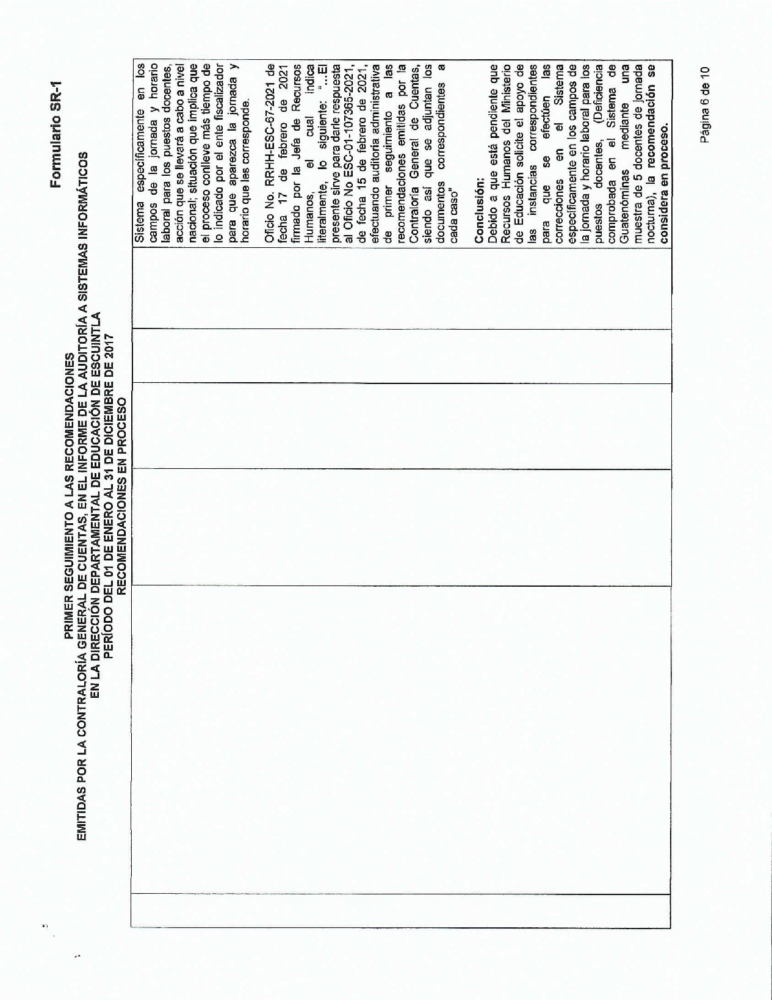 Formulario SR-1
PRIMER SEGUIMIENTO A LAS RECOMENDACIONES
EMITIDAS POR LA CONTRALORÍA GENERAL DE CUENTAS, EN EL INFORME DE LA AUDITORÍA A SISTEMAS INFORMÁTICOS
EN LA DIRECCIÓN DEPARTAMENTAL DE EDUCACIÓN DE ESCUINTLA
PERÍODO DEL 01 DE ENERO AL 31 DE DICIEMBRE DE 2017
RECOMENDACIONES EN PROCESO
Sistema específicamente en los
campos de la jornada y horario
laboral para los puestos docentes,
acción que se llevará a cabo a nivel
nacional; situación que implica que
el proceso conlleve más tiempo de
lo indicado por el ente fiscalizador
para que aparezca la jornada y
horario que les corresponde.
Oficio No. RRHH-ESC-67-2021 de
fecha 17 de febrero de 2021
firmado por la Jefa de Recursos
Humanos, el cual indica
literalmente, lo siguiente: “... El
presente sirve para darle respuesta
al Oficio No ESC-01-107365-2021,
de fecha 15 de febrero de 2021,
efectuando auditoría administrativa
de primer seguimiento a las
recomendaciones emitidas por la
Contraloría General de Cuentas,
siendo así que se adjuntan los
documentos correspondientes a
cada caso"
Conclusión:
Debido a que está pendiente que
Recursos Humanos del Ministerio
de Educación solicite el apoyo de
las instancias correspondientes
para que se efectúen las
correcciones en el Sistema
específicamente en los campos de
la jornada y horario laboral para los
puestos docentes, (Deficiencia
comprobada en el Sistema de
Guatenóminas mediante una
muestra de 5 docentes de jornada
nocturna), la recomendación se
considera en proceso.
Página 6 de 10